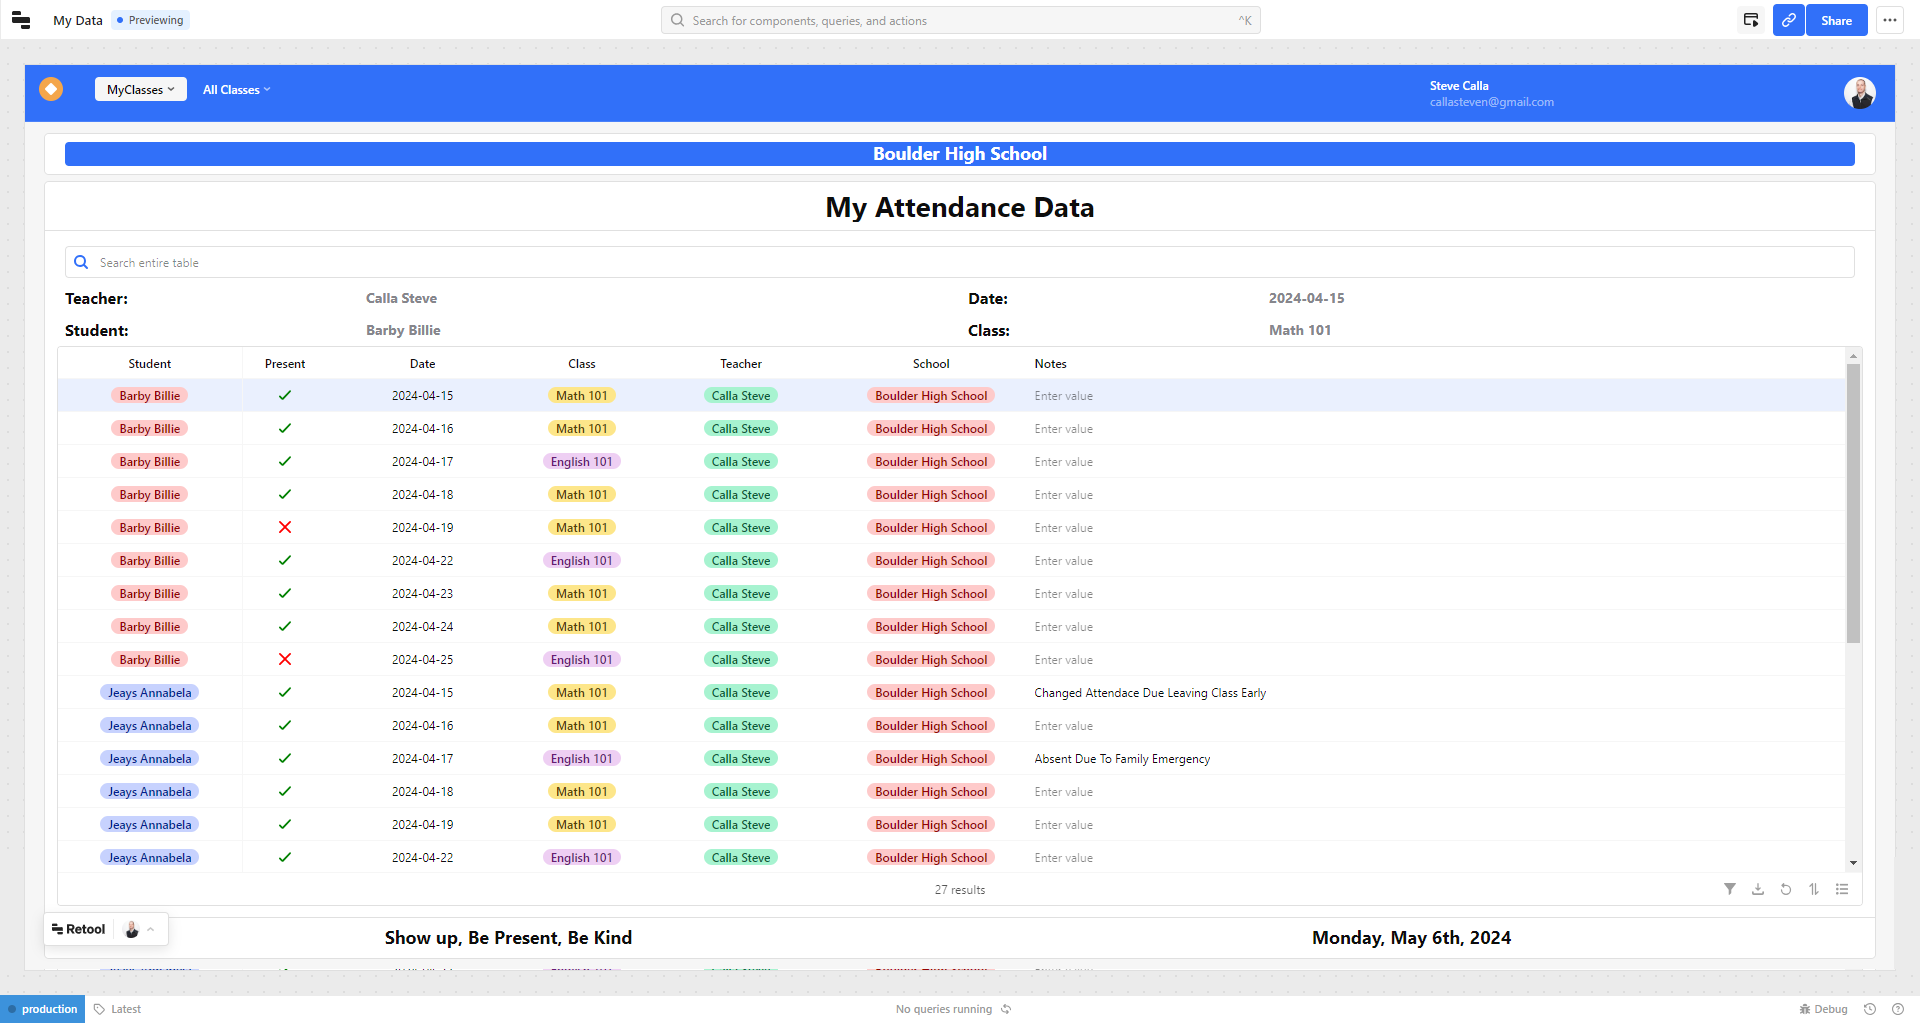 My Data Previewing Search for components, queries, and actions ^K Share
MyClasses All Classes Steve Calla
callasteven@gmail.com
Boulder High School
My Attendance Data
Search entire table
Teacher: Calla Steve Date: 2024-04-15
Student: Barby Billie Class: Math 101
Student Present Date Class Teacher School Notes
Barby Billie 2024-04-15 Math 101 Calla Steve Boulder High School Enter value
Barby Billie 2024-04-16 Math 101 Calla Steve Boulder High School Enter value
Barby Billie 2024-04-17 English 101 Calla Steve Boulder High School Enter value
Barby Billie 2024-04-18 Math 101 Calla Steve Boulder High School Enter value
Barby Billie 2024-04-19 Math 101 Calla Steve Boulder High School Enter value
Barby Billie 2024-04-22 English 101 Calla Steve Boulder High School Enter value
Barby Billie 2024-04-23 Math 101 Calla Steve Boulder High School Enter value
Barby Billie 2024-04-24 Math 101 Calla Steve Boulder High School Enter value
Barby Billie 2024-04-25 English 101 Calla Steve Boulder High School Enter value
Jeays Annabela 2024-04-15 Math 101 Calla Steve Boulder High School Changed Attendace Due Leaving Class Early
Jeays Annabela 2024-04-16 Math 101 Calla Steve Boulder High School Enter value
Jeays Annabela 2024-04-17 English 101 Calla Steve Boulder High School Absent Due To Family Emergency
Jeays Annabela 2024-04-18 Math 101 Calla Steve Boulder High School Enter value
Jeays Annabela 2024-04-19 Math 101 Calla Steve Boulder High School Enter value
Jeays Annabela 2024-04-22 English 101 Calla Steve Boulder High School Enter value
27 results
Retool
Show up, Be Present, Be Kind Monday, May 6th, 2024
production Latest No queries running Debug